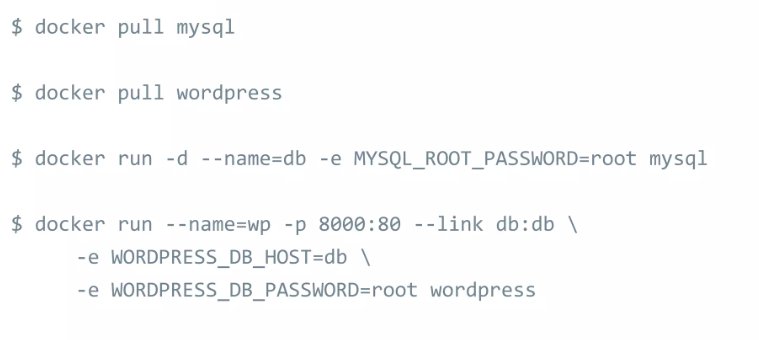 $ docker pull mysql
$ docker pull wordpress
$ docker run -d --name=db -e MYSQL_ROOT_PASSWORD=root mysql
$ docker run --name=wp -p 8000:80 --link db:db \
-e WORDPRESS_DB_HOST=db \
-e WORDPRESS_DB_PASSWORD=root wordpress